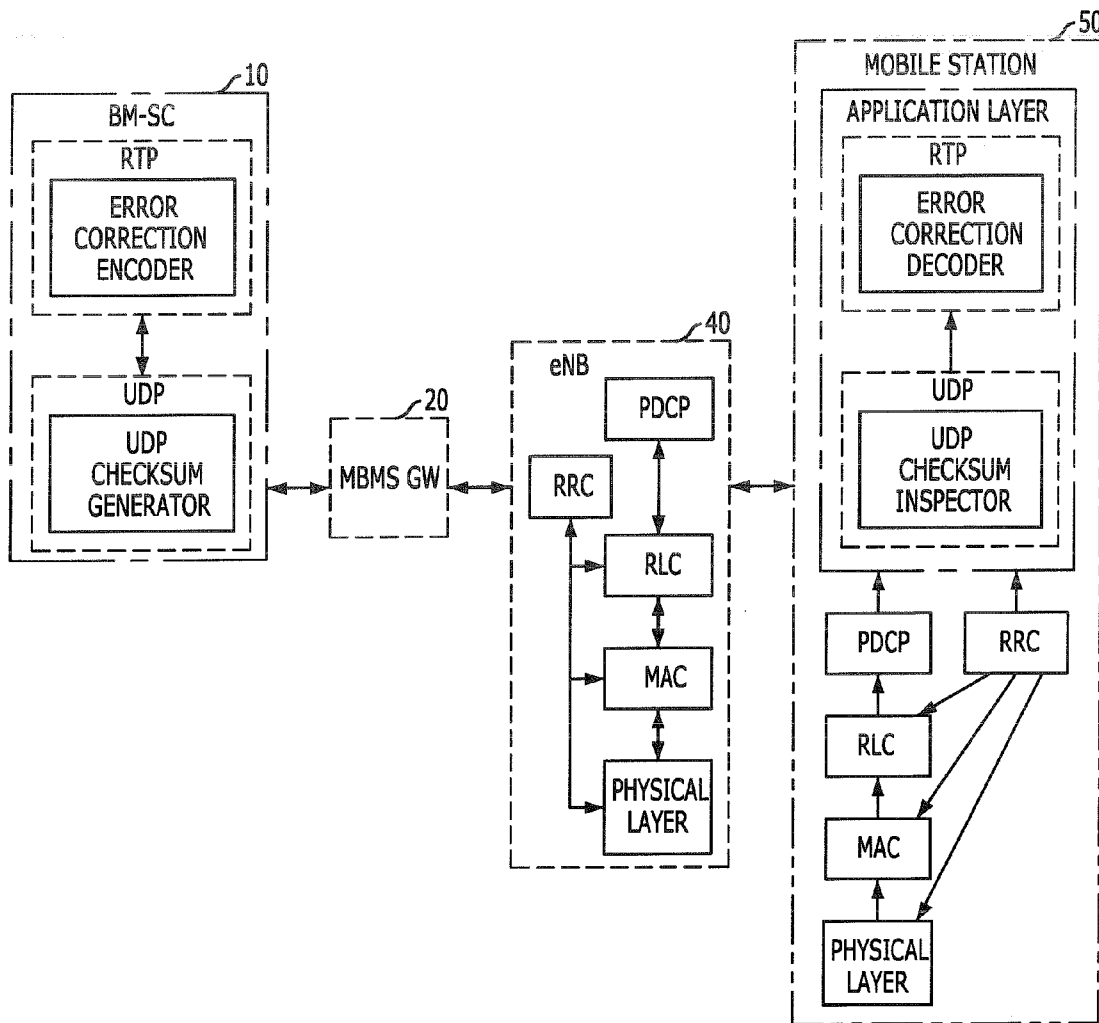 10
BM-SC
RTP
ERROR
CORRECTION
ENCODER
UDP
UDP
CHECKSUM
GENERATOR
20
MBMS GW
40
eNB
PDCP
RRC
RLC
MAC
PHYSICAL
LAYER
50
MOBILE STATION
APPLICATION LAYER
RTP
ERROR
CORRECTION
DECODER
UDP
UDP
CHECKSUM
INSPECTOR
PDCP
RRC
RLC
MAC
PHYSICAL
LAYER